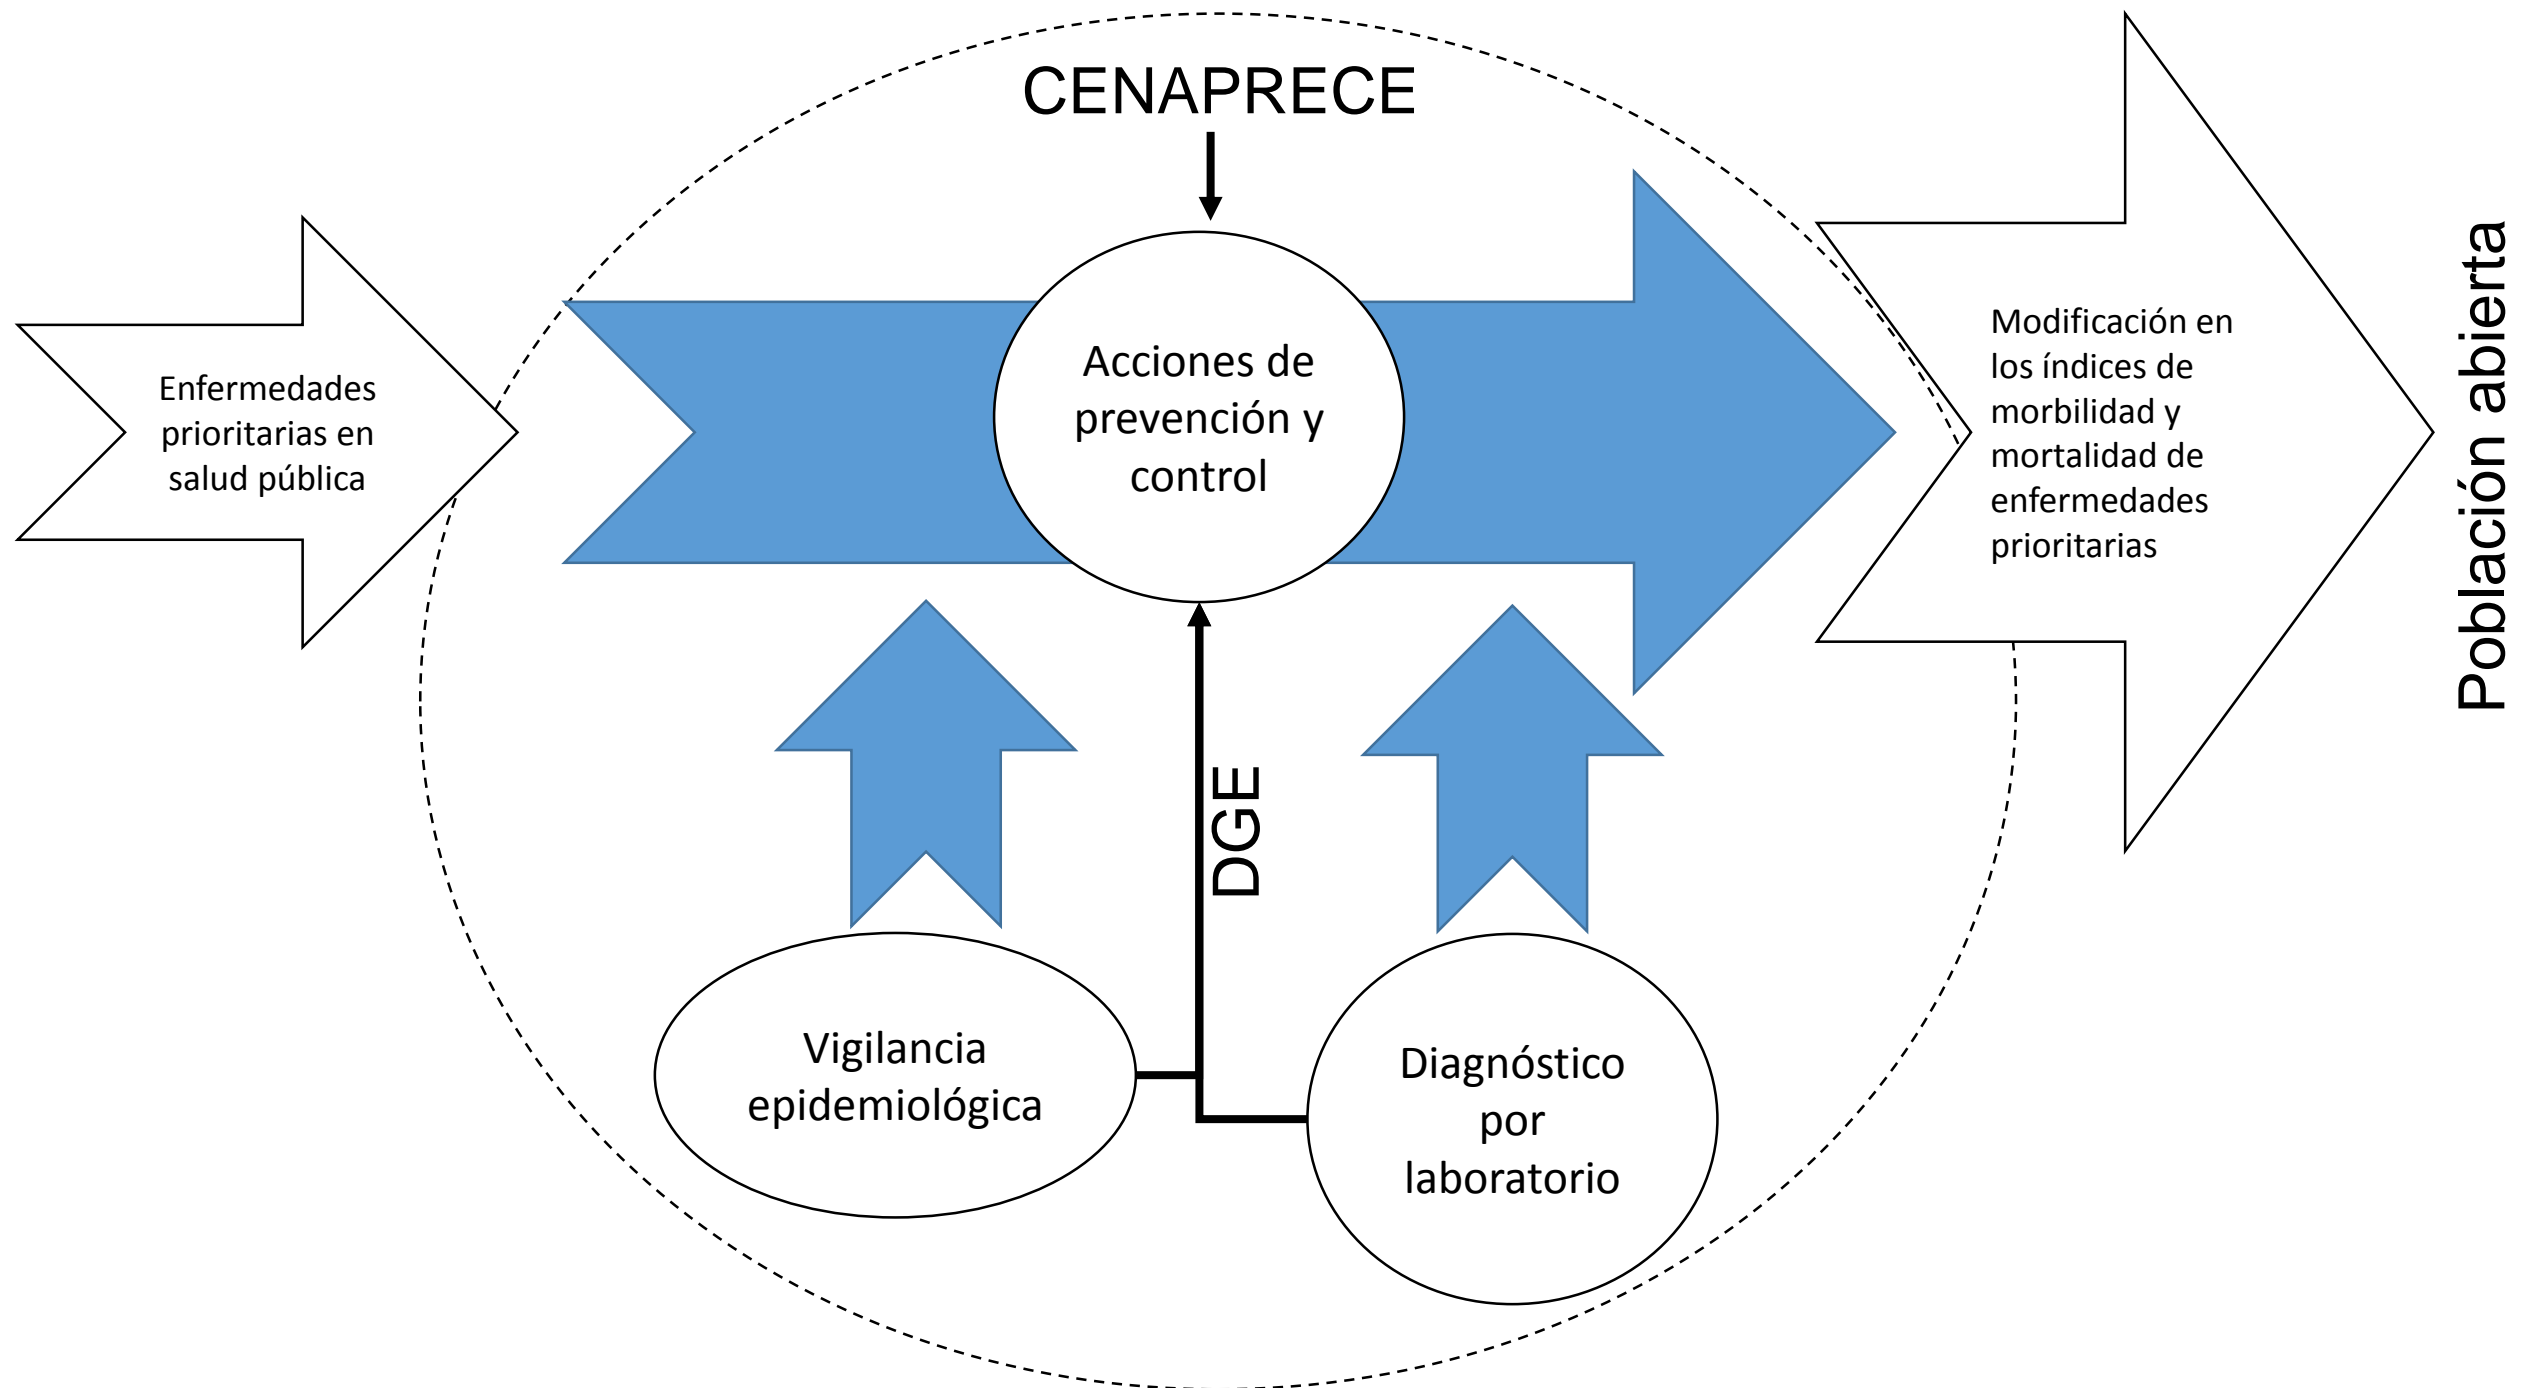 CENAPRECE
Enfermedades
prioritarias en
salud pública
Acciones de
prevención y
control
Modificación en
los índices de
morbilidad y
mortalidad de
enfermedades
prioritarias
Población abierta
DGE
Vigilancia
epidemiológica
Diagnóstico
por
laboratorio